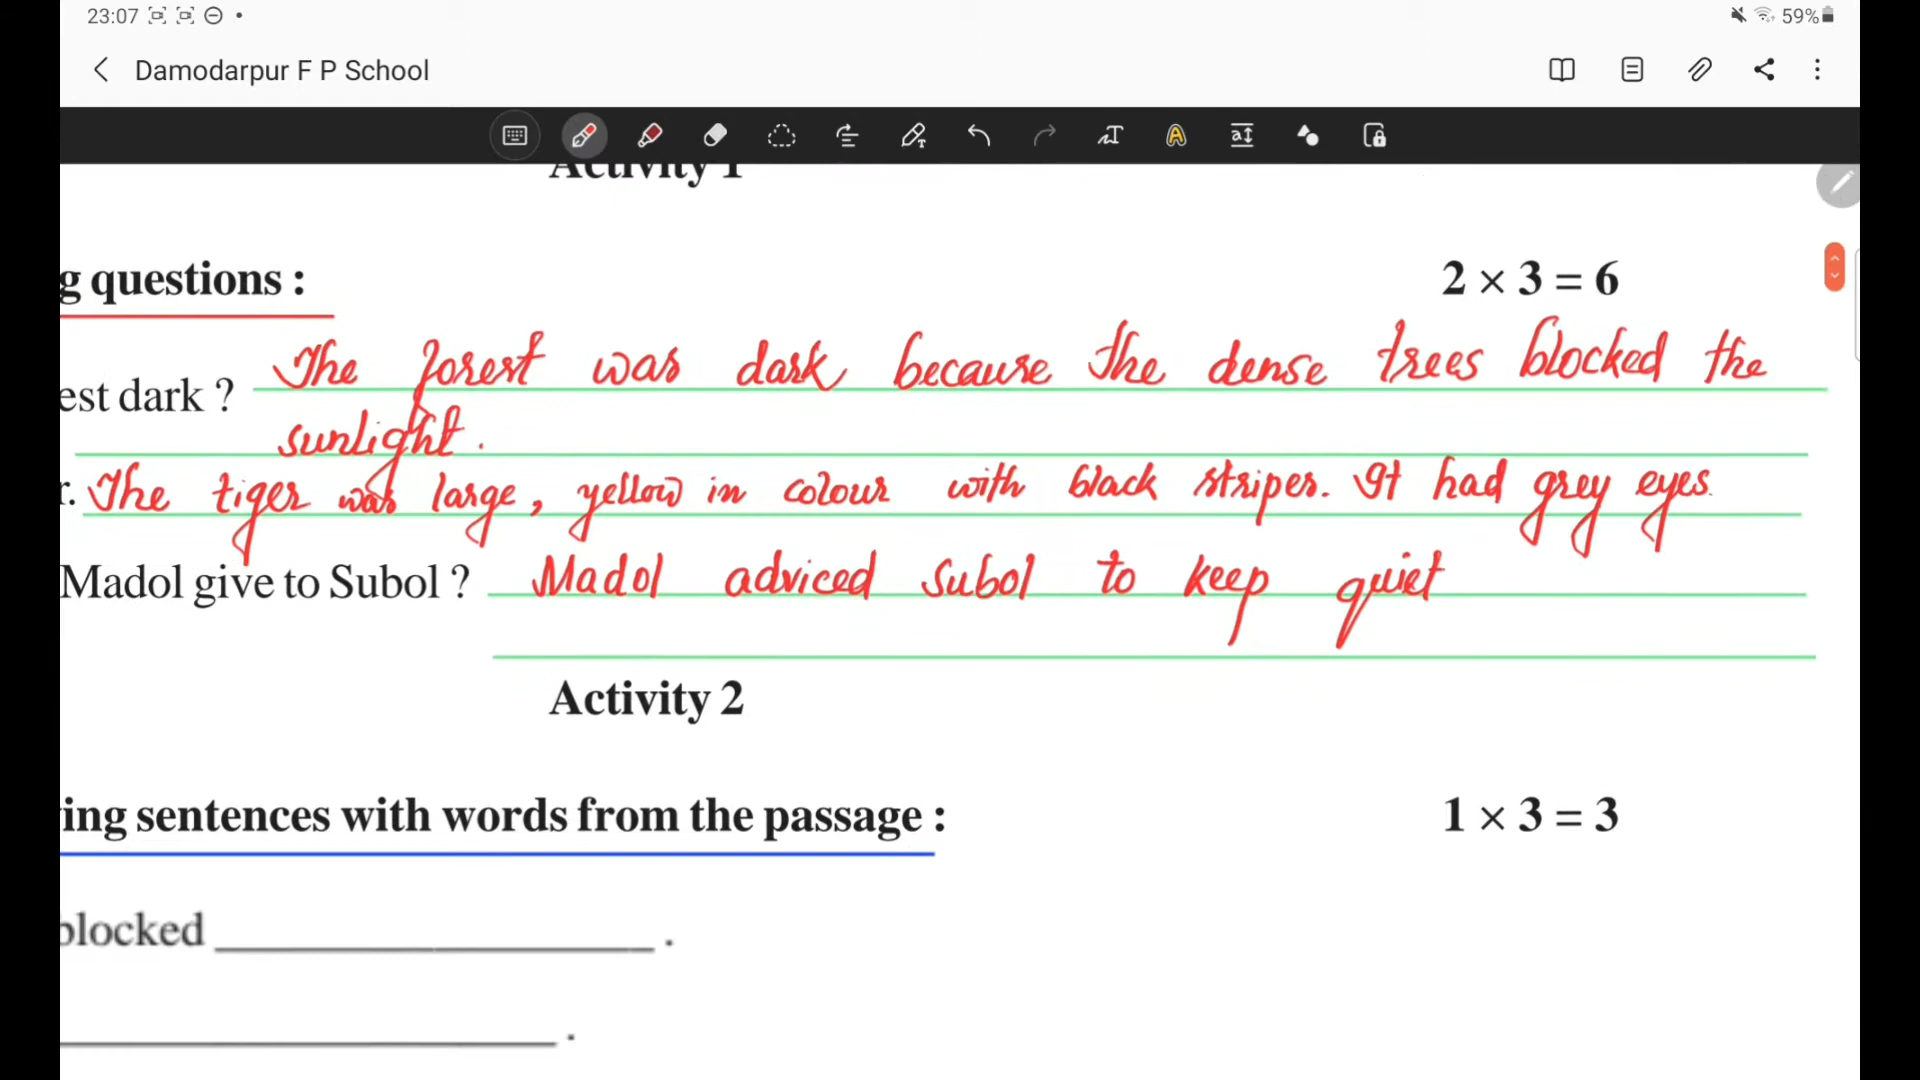 23:07
59%
Damodarpur F P School
Activity 1
g questions :
2 × 3 = 6
The forest was dark because the dense trees blocked the
est dark ?
sunlight.
r. The tiger was large, yellow in colour with black stripes. It had grey eyes.
Madol give to Subol ? Madol adviced Subol to keep quiet
Activity 2
ing sentences with words from the passage :
1 × 3 = 3
blocked ____________________ .
____________________ .